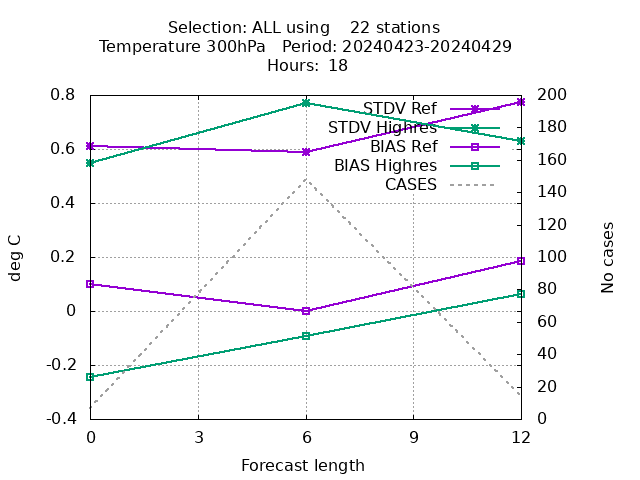 Selection: ALL using    22 stations
Temperature 300hPa   Period: 20240423-20240429
Hours: 18
STDV Ref
STDV Highres
BIAS Ref
BIAS Highres
CASES
0.8
0.6
0.4
0.2
0
-0.2
-0.4
200
180
160
140
120
100
80
60
40
20
0
deg C
No cases
0 3 6 9 12
Forecast length